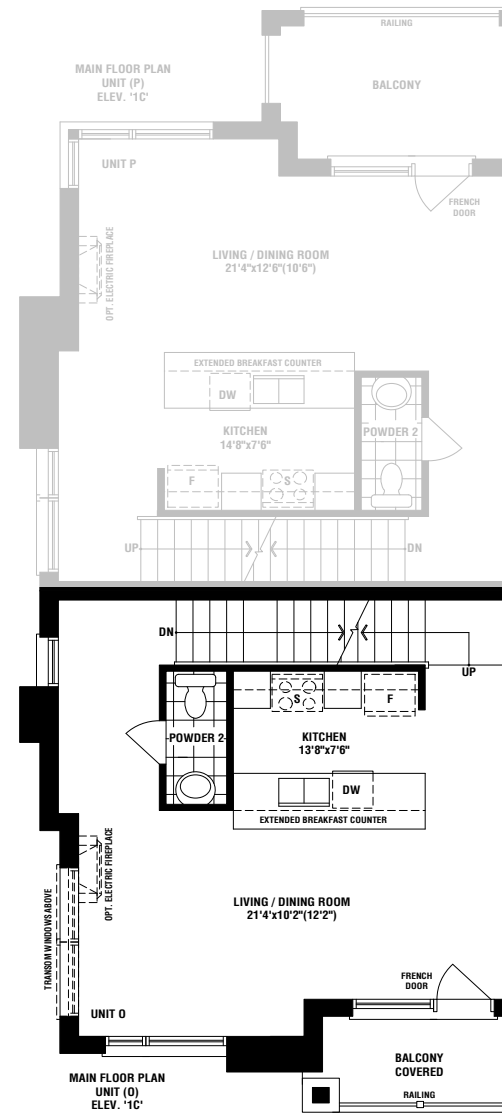 RAILING
MAIN FLOOR PLAN
UNIT (P)
ELEV. '1C'
BALCONY
UNIT P
FRENCH
DOOR
OPT. ELECTRIC FIREPLACE
LIVING / DINING ROOM
21'4"x12'6"(10'6")
EXTENDED BREAKFAST COUNTER
DW
KITCHEN
14'8"x7'6"
POWDER 2
F
S
UP
DN
DN
UP
S
F
POWDER 2
KITCHEN
13'8"x7'6"
DW
EXTENDED BREAKFAST COUNTER
OPT. ELECTRIC FIREPLACE
TRANSOM WINDOWS ABOVE
LIVING / DINING ROOM
21'4'x10'2"(12'2")
FRENCH
DOOR
UNIT O
BALCONY
COVERED
MAIN FLOOR PLAN
UNIT (O)
ELEV. '1C'
RAILING